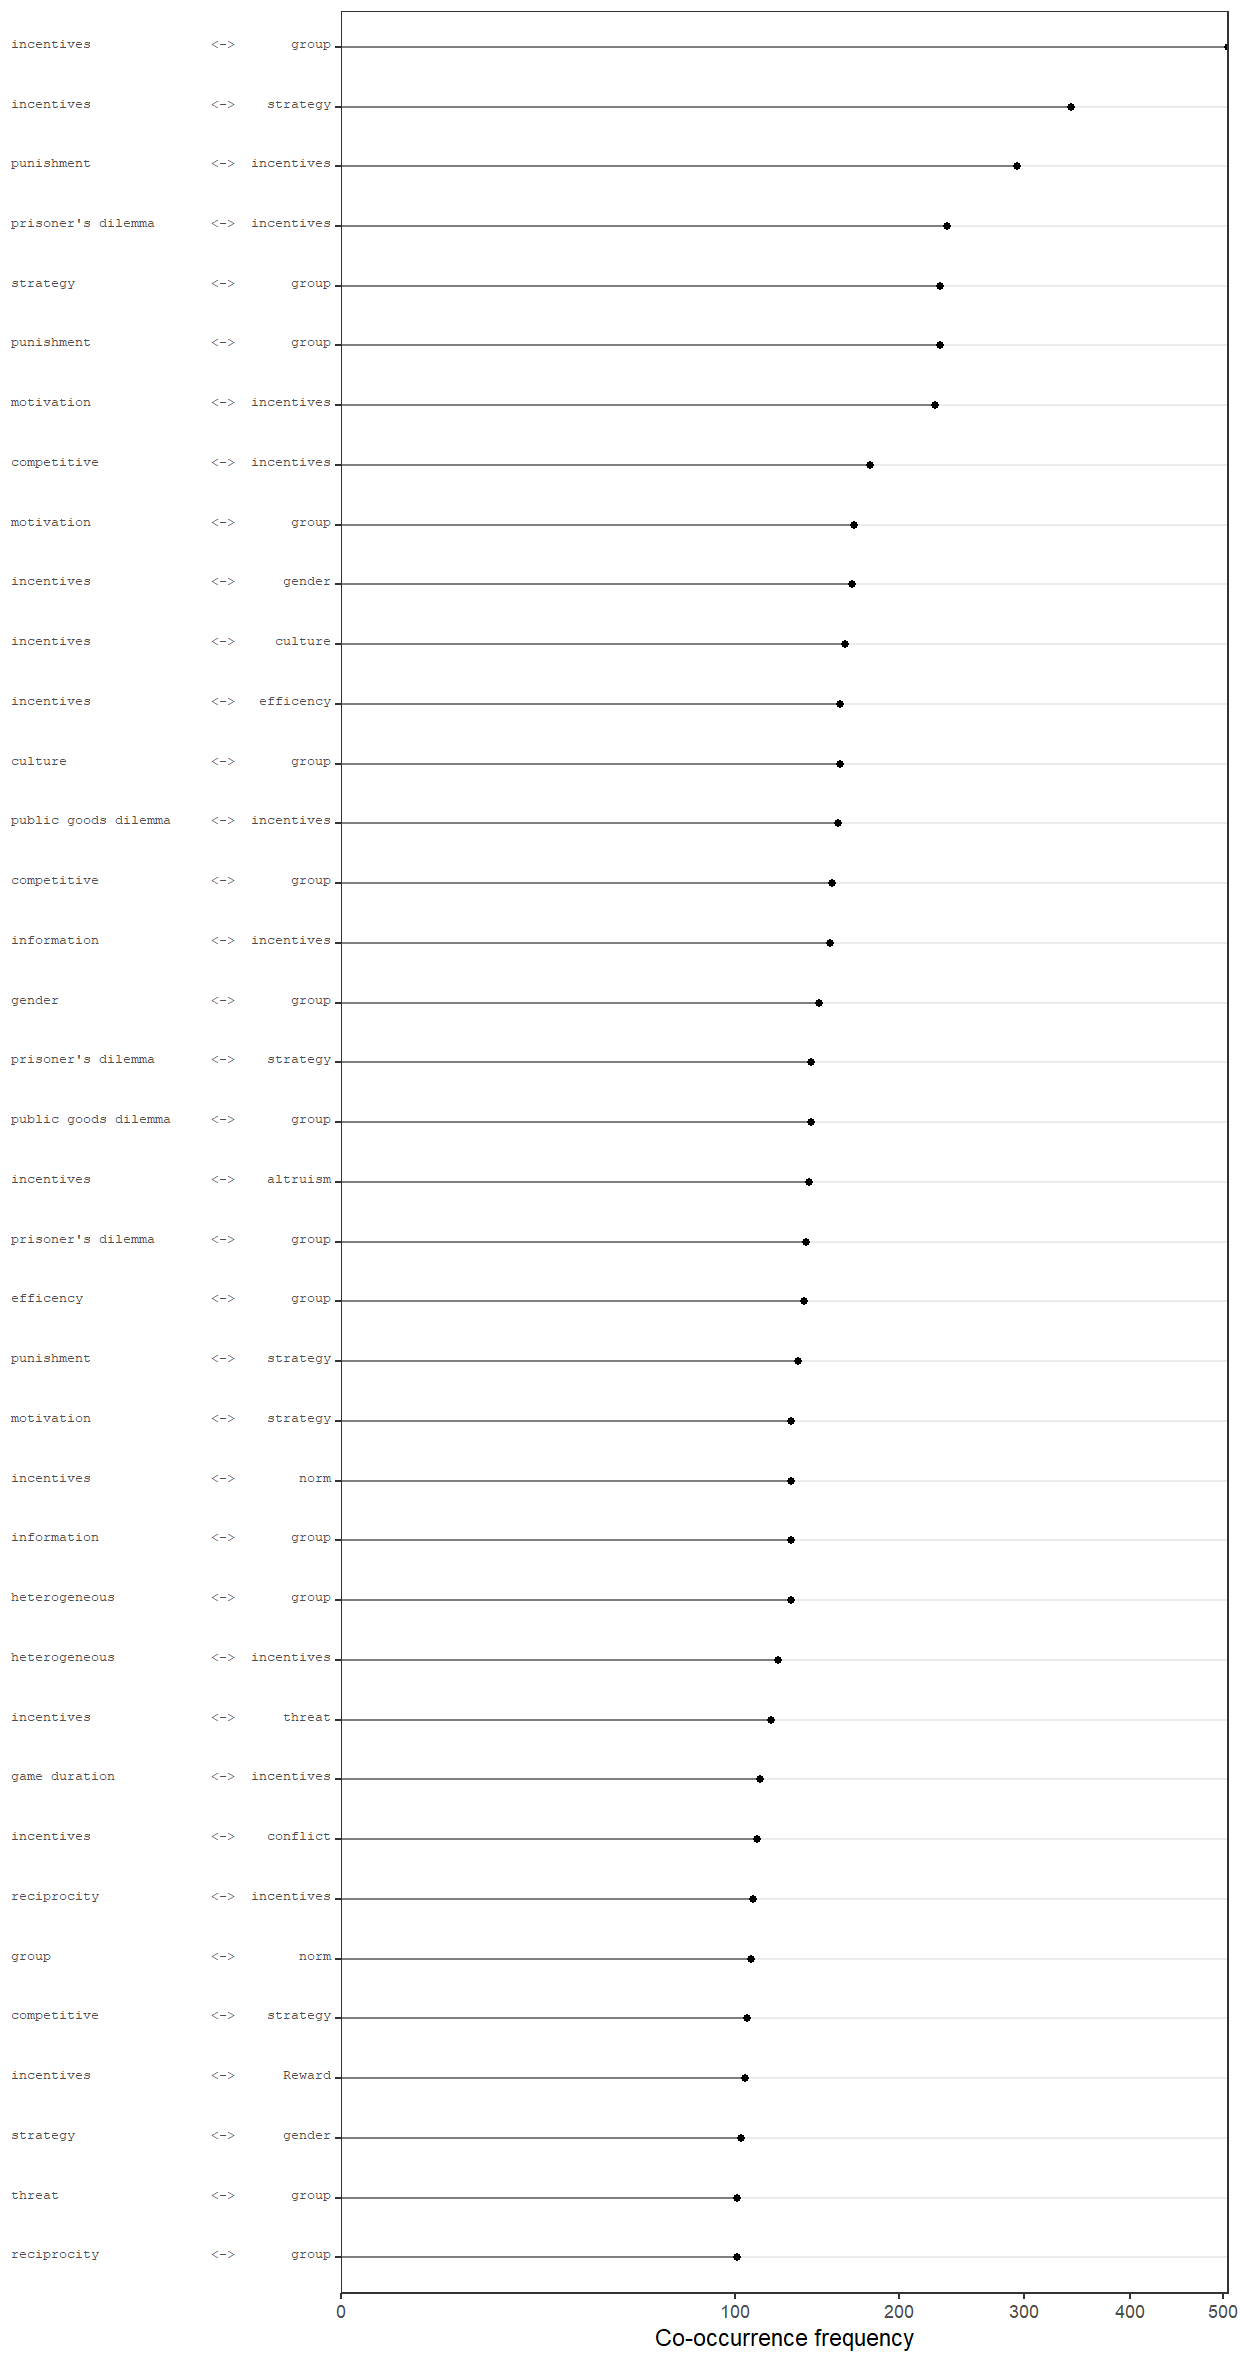 incentives <-> group
incentives <-> strategy
punishment <-> incentives
prisoner's dilemma <-> incentives
strategy <-> group
punishment <-> group
motivation <-> incentives
competitive <-> incentives
motivation <-> group
incentives <-> gender
incentives <-> culture
incentives <-> efficency
culture <-> group
public goods dilemma <-> incentives
competitive <-> group
information <-> incentives
gender <-> group
prisoner's dilemma <-> strategy
public goods dilemma <-> group
incentives <-> altruism
prisoner's dilemma <-> group
efficency <-> group
punishment <-> strategy
motivation <-> strategy
incentives <-> norm
information <-> group
heterogeneous <-> group
heterogeneous <-> incentives
incentives <-> threat
game duration <-> incentives
incentives <-> conflict
reciprocity <-> incentives
group <-> norm
competitive <-> strategy
incentives <-> Reward
strategy <-> gender
threat <-> group
reciprocity <-> group
0 100 200 300 400 500
Co-occurrence frequency